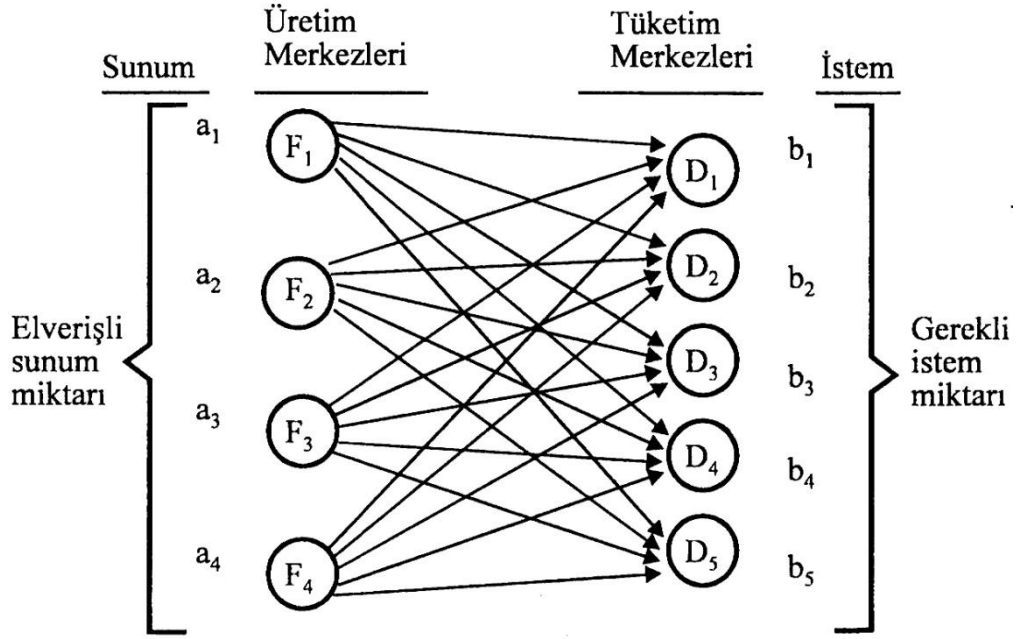 Sunum
Üretim
Merkezleri
Tüketim
Merkezleri
İstem
a₁
F₁
D₁
b₁
a₂
F₂
D₂
b₂
Elverişli
sunum
miktarı
D₃
b₃
Gerekli
istem
miktarı
a₃
F₃
D₄
b₄
a₄
F₄
D₅
b₅